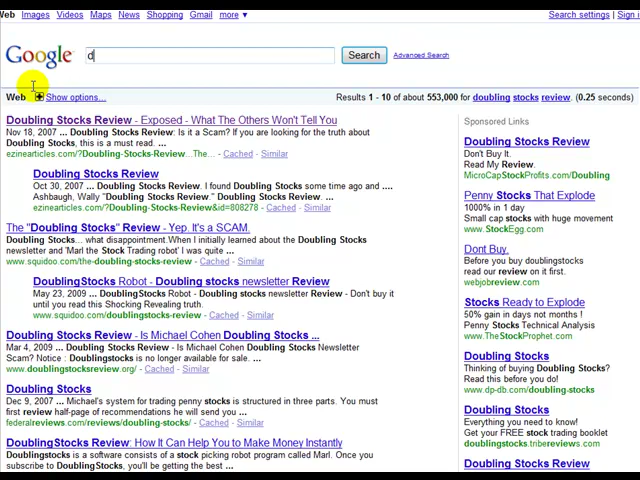 Web Images Videos Maps News Shopping Gmail more ▼ Search settings | Sign i
Google d Search Advanced Search
Web + Show options... Results 1 - 10 of about 553,000 for doubling stocks review. (0.25 seconds)
Doubling Stocks Review - Exposed - What The Others Won't Tell You
Nov 18, 2007 ... Doubling Stocks Review: Is it a Scam? If you are looking for the truth about
Doubling Stocks, this is a must read. ...
ezinearticles.com/?Doubling-Stocks-Review...The... - Cached - Similar
Doubling Stocks Review
Oct 30, 2007 ... Doubling Stocks Review. I found Doubling Stocks some time ago and ....
Ashbaugh, Wally "Doubling Stocks Review." Doubling Stocks Review. ...
ezinearticles.com/?Doubling-Stocks-Review&id=808278 - Cached - Similar
The "Doubling Stocks Review" - Yep. It's a SCAM.
Doubling Stocks... what disappointment.When I initially learned about the Doubling Stocks
newsletter and 'Marl the Stock Trading robot' I was quite ...
www.squidoo.com/the-doubling-stocks-review - Cached - Similar
DoublingStocks Robot - Doubling stocks newsletter Review
May 23, 2009 ... DoublingStocks Robot - Doubling stocks newsletter Review - Don't buy it
until you read this Shocking Revealing truth.
www.squidoo.com/doublingstocks-review - Cached - Similar
Doubling Stocks Review - Is Michael Cohen Doubling Stocks ...
Mar 4, 2009 ... Doubling Stocks Review - Is Michael Cohen Doubling Stocks Newsletter
Scam? Notice : Doublingstocks is no longer available for sale. ...
www.doublingstocksreview.org/ - Cached - Similar
Doubling Stocks
Dec 9, 2007 ... Michael's system for trading penny stocks is structured in three parts. You must
first review half-page of recommendations he will send you ...
federalreviews.com/reviews/doubling-stocks/ - Cached - Similar
DoublingStocks Review: How It Can Help You to Make Money Instantly
Doublingstocks is a software consists of a stock picking robot program called Marl. Once you
subscribe to DoublingStocks, you'll be getting the best ...
Sponsored Links
Doubling Stocks Review
Don't Buy It.
Read My Review.
MicroCapStockProfits.com/Doubling
Penny Stocks That Explode
1000% in 1 day
Small cap stocks with huge movement
www.StockEgg.com
Dont Buy.
Before you buy doublingstocks
read our review on it first.
webjobreview.com
Stocks Ready to Explode
50% gain in days not months !
Penny Stocks Technical Analysis
www.TheStockProphet.com
Doubling Stocks
Thinking of buying Doubling Stocks?
Read this before you do!
www.dp-db.com/doubling-stocks
Doubling Stocks
Everything you need to know!
Get your FREE stock trading course
doublingstocks.tribereviews.com
Doubling Stocks Review